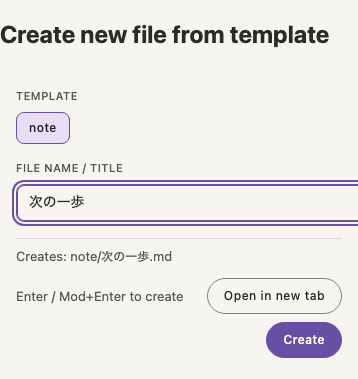 Create new file from template
TEMPLATE
note
FILE NAME / TITLE
次の一歩
Creates: note/次の一歩.md
Enter / Mod+Enter to create
Open in new tab
Create